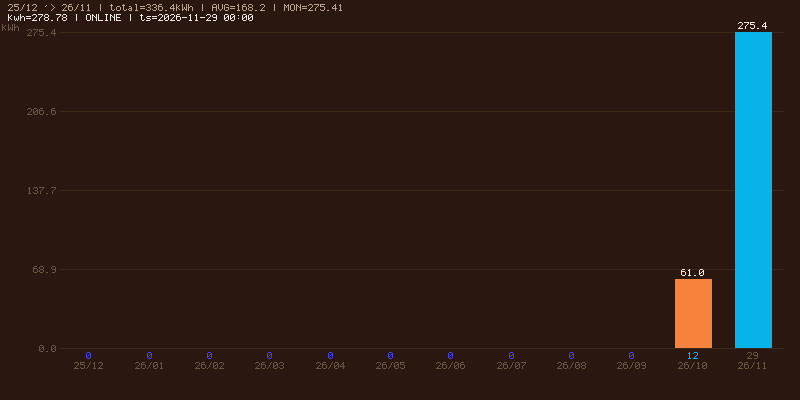 25/12 -> 26/11 | total=336.4kWh | AVG=168.2 | MON=275.41
Kwh=278.78 | ONLINE | ts=2026-11-29 00:00
kWh
275.4
275.4
206.6
137.7
68.9
61.0
0.0
0 0 0 0 0 0 0 0 0 0 12 29
25/12 26/01 26/02 26/03 26/04 26/05 26/06 26/07 26/08 26/09 26/10 26/11